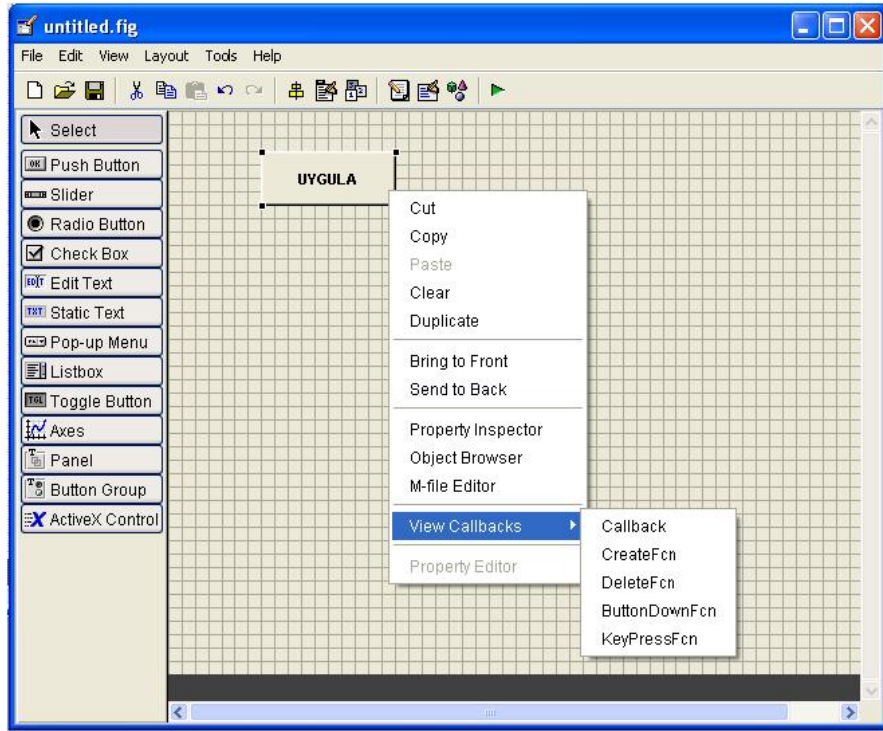 untitled.fig
File Edit View Layout Tools Help
Select
Push Button
Slider
Radio Button
Check Box
Edit Text
Static Text
Pop-up Menu
Listbox
Toggle Button
Axes
Panel
Button Group
ActiveX Control
UYGULA
Cut
Copy
Paste
Clear
Duplicate
Bring to Front
Send to Back
Property Inspector
Object Browser
M-file Editor
View Callbacks
Property Editor
Callback
CreateFcn
DeleteFcn
ButtonDownFcn
KeyPressFcn